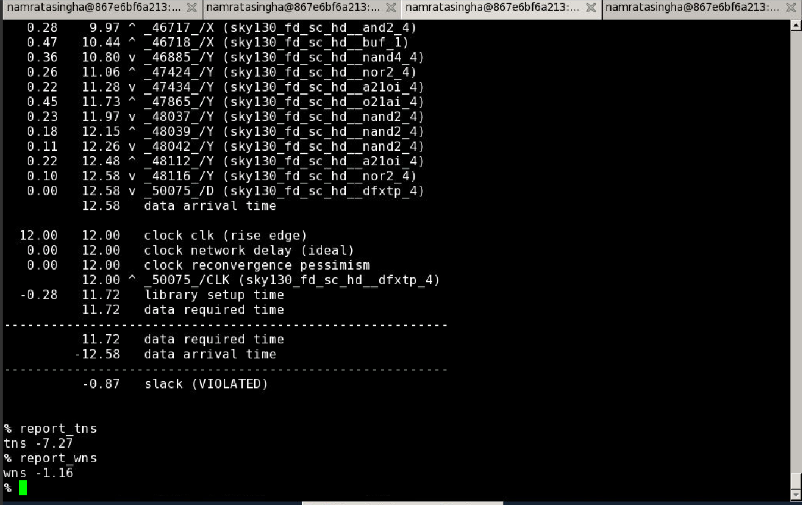 namratasingha@867e6bf6a213:... namratasingha@867e6bf6a213:... namratasingha@867e6bf6a213:... namratasingha@867e6bf6a213:...
0.28 9.97 ^ _46717_/X (sky130_fd_sc_hd__and2_4)
0.47 10.44 ^ _46718_/X (sky130_fd_sc_hd__buf_1)
0.36 10.80 v _46885_/Y (sky130_fd_sc_hd__nand4_4)
0.26 11.06 ^ _47424_/Y (sky130_fd_sc_hd__nor2_4)
0.22 11.28 v _47434_/Y (sky130_fd_sc_hd__a21oi_4)
0.45 11.73 ^ _47865_/Y (sky130_fd_sc_hd__o21ai_4)
0.23 11.97 v _48037_/Y (sky130_fd_sc_hd__nand2_4)
0.18 12.15 ^ _48039_/Y (sky130_fd_sc_hd__nand2_4)
0.11 12.26 v _48042_/Y (sky130_fd_sc_hd__nand2_4)
0.22 12.48 ^ _48112_/Y (sky130_fd_sc_hd__a21oi_4)
0.10 12.58 v _48116_/Y (sky130_fd_sc_hd__nor2_4)
0.00 12.58 v _50075_/D (sky130_fd_sc_hd__dfxtp_4)
12.58 data arrival time
12.00 12.00 clock clk (rise edge)
0.00 12.00 clock network delay (ideal)
0.00 12.00 clock reconvergence pessimism
12.00 ^ _50075_/CLK (sky130_fd_sc_hd__dfxtp_4)
-0.28 11.72 library setup time
11.72 data required time
---------------------------------------------------------
11.72 data required time
-12.58 data arrival time
---------------------------------------------------------
-0.87 slack (VIOLATED)
% report_tns
tns -7.27
% report_wns
wns -1.16
%